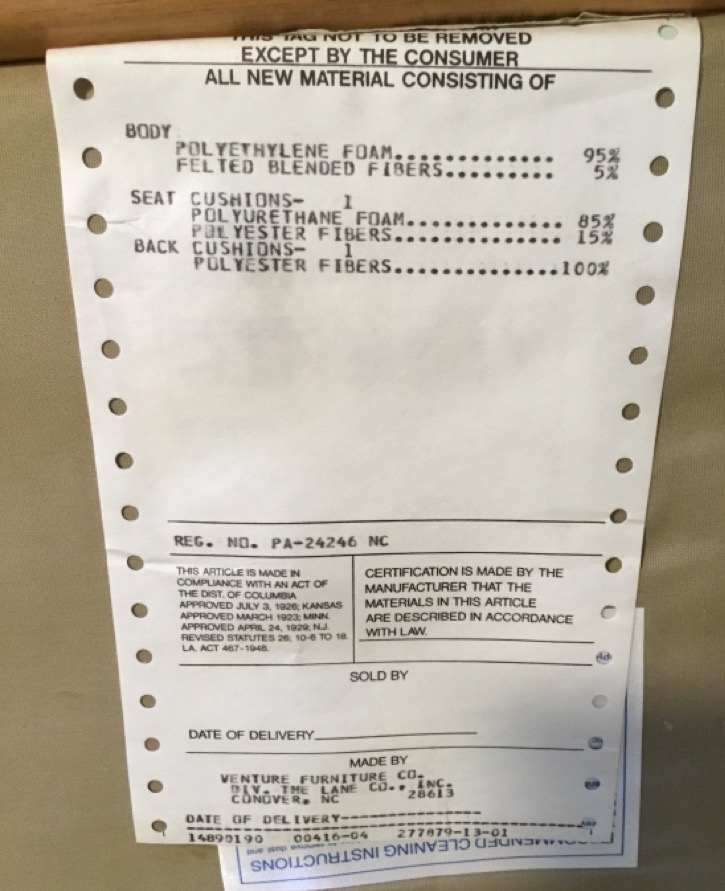 THIS TAG NOT TO BE REMOVED
EXCEPT BY THE CONSUMER
ALL NEW MATERIAL CONSISTING OF
BODY
POLYETHYLENE FOAM.............. 95%
FELTED BLENDED FIBERS......... 5%
SEAT CUSHIONS- 1
POLYURETHANE FOAM............. 85%
POLYESTER FIBERS.............. 15%
BACK CUSHIONS- 1
POLYESTER FIBERS..............100%
REG. NO. PA-24246 NC
THIS ARTICLE IS MADE IN
COMPLIANCE WITH AN ACT OF
THE DIST. OF COLUMBIA
APPROVED JULY 3, 1926; KANSAS
APPROVED MARCH 1923; MINN.
APPROVED APRIL 24, 1929; N.J.
REVISED STATUTES 26: 10-6 TO 18.
LA. ACT 467-1948.
CERTIFICATION IS MADE BY THE
MANUFACTURER THAT THE
MATERIALS IN THIS ARTICLE
ARE DESCRIBED IN ACCORDANCE
WITH LAW.
SOLD BY
DATE OF DELIVERY
MADE BY
VENTURE FURNITURE CO.
DIV. THE LANE CO., INC.
CONOVER, NC 28613
DATE OF DELIVERY
14890190 00416-04 277879-13-01
CLEANING INSTRUCTIONS